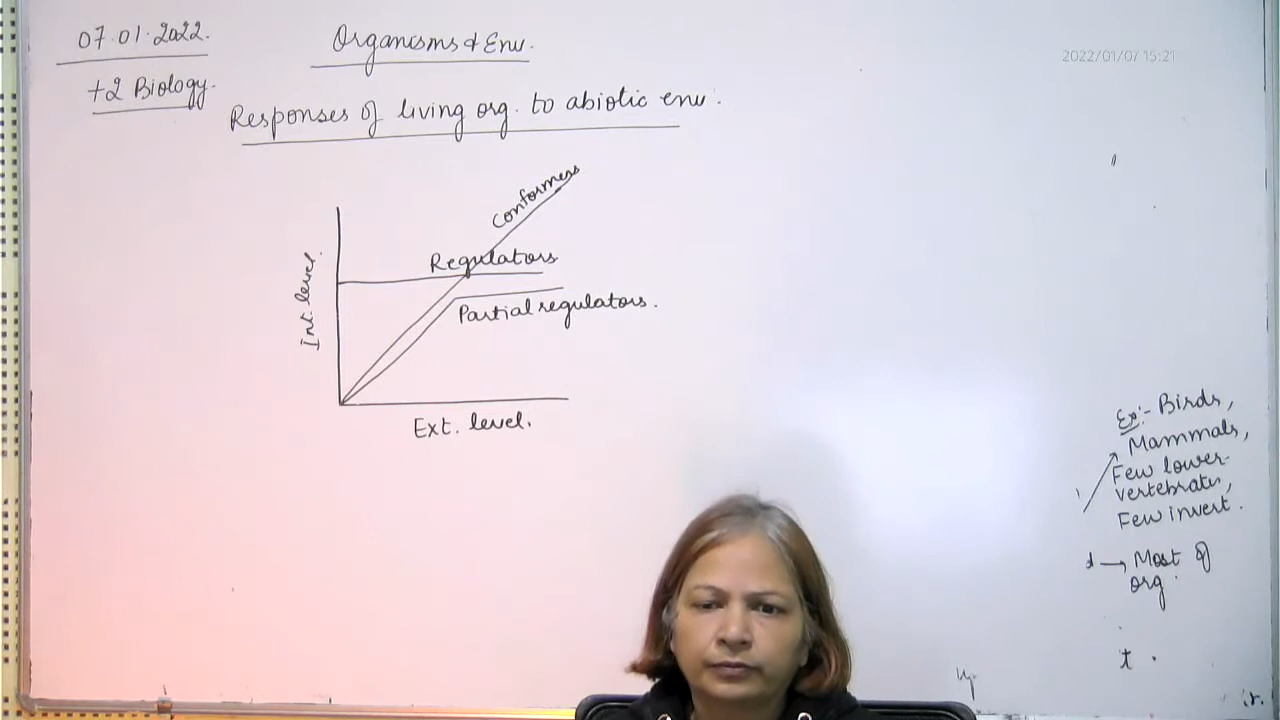 07.01.2022.
Organisms & Env.
2022/01/07 15:21
+2 Biology.
Responses of living org. to abiotic env.
Conformers
Regulators
Partial regulators.
Int. level.
Ext. level.
Ex:- Birds,
Mammals,
Few lower-
vertebrates,
Few invert.
→ Most of
org.
t.